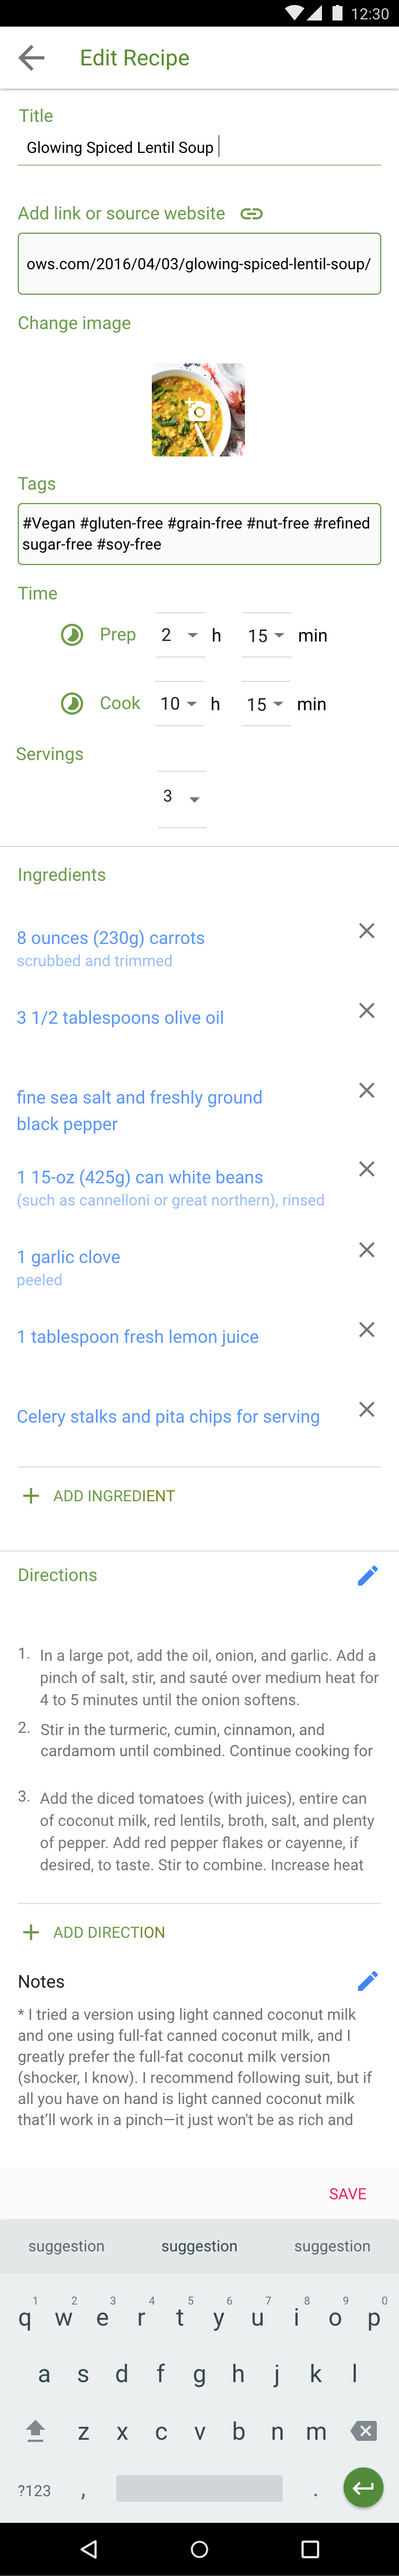 12:30
Edit Recipe
Title
Glowing Spiced Lentil Soup
Add link or source website
ows.com/2016/04/03/glowing-spiced-lentil-soup/
Change image
Tags
#Vegan #gluten-free #grain-free #nut-free #refined
sugar-free #soy-free
Time
Prep 2 h 15 min
Cook 10 h 15 min
Servings
3
Ingredients
8 ounces (230g) carrots
scrubbed and trimmed
3 1/2 tablespoons olive oil
fine sea salt and freshly ground
black pepper
1 15-oz (425g) can white beans
(such as cannelloni or great northern), rinsed
1 garlic clove
peeled
1 tablespoon fresh lemon juice
Celery stalks and pita chips for serving
ADD INGREDIENT
Directions
1. In a large pot, add the oil, onion, and garlic. Add a
pinch of salt, stir, and sauté over medium heat for
4 to 5 minutes until the onion softens.
2. Stir in the turmeric, cumin, cinnamon, and
cardamom until combined. Continue cooking for
3. Add the diced tomatoes (with juices), entire can
of coconut milk, red lentils, broth, salt, and plenty
of pepper. Add red pepper flakes or cayenne, if
desired, to taste. Stir to combine. Increase heat
ADD DIRECTION
Notes
* I tried a version using light canned coconut milk
and one using full-fat canned coconut milk, and I
greatly prefer the full-fat coconut milk version
(shocker, I know). I recommend following suit, but if
all you have on hand is light canned coconut milk
that'll work in a pinch—it just won't be as rich and
SAVE
suggestion suggestion suggestion
1 2 3 4 5 6 7 8 9 0
q w e r t y u i o p
a s d f g h j k l
z x c v b n m
?123 , .